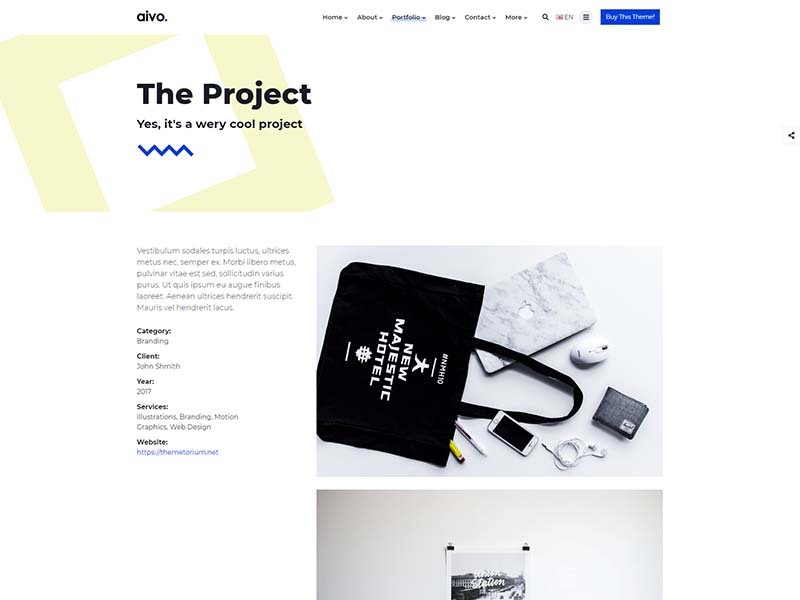 aivo.
Home
About
Portfolio
Blog
Contact
More
EN
Buy This Theme!
The Project
Yes, it's a wery cool project
Vestibulum sodales turpis luctus, ultrices
metus nec, semper ex. Morbi libero metus,
pulvinar vitae est sed, sollicitudin varius
purus. Ut quis ipsum eu augue finibus
laoreet. Aenean ultrices hendrerit suscipit.
Mauris vel hendrerit lacus.
Category:
Branding
Client:
John Shmith
Year:
2017
Services:
Illustrations, Branding, Motion
Graphics, Web Design
Website:
https://themetorium.net
#NMH10
NEW
MAJESTIC
HOTEL
Union
Station